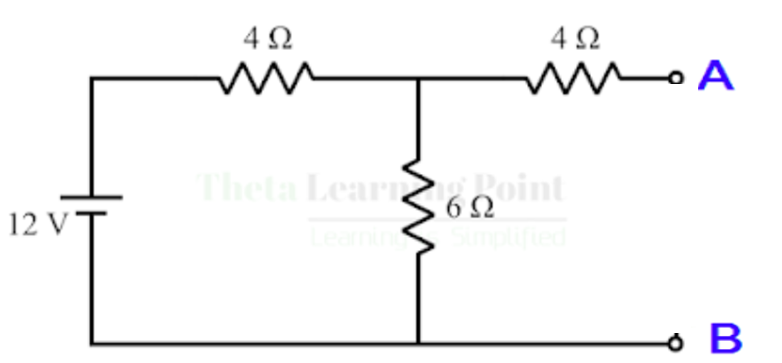 4 Ω 4 Ω
A
Theta Learning Point
6 Ω
12 V
Learning is Simplified
B